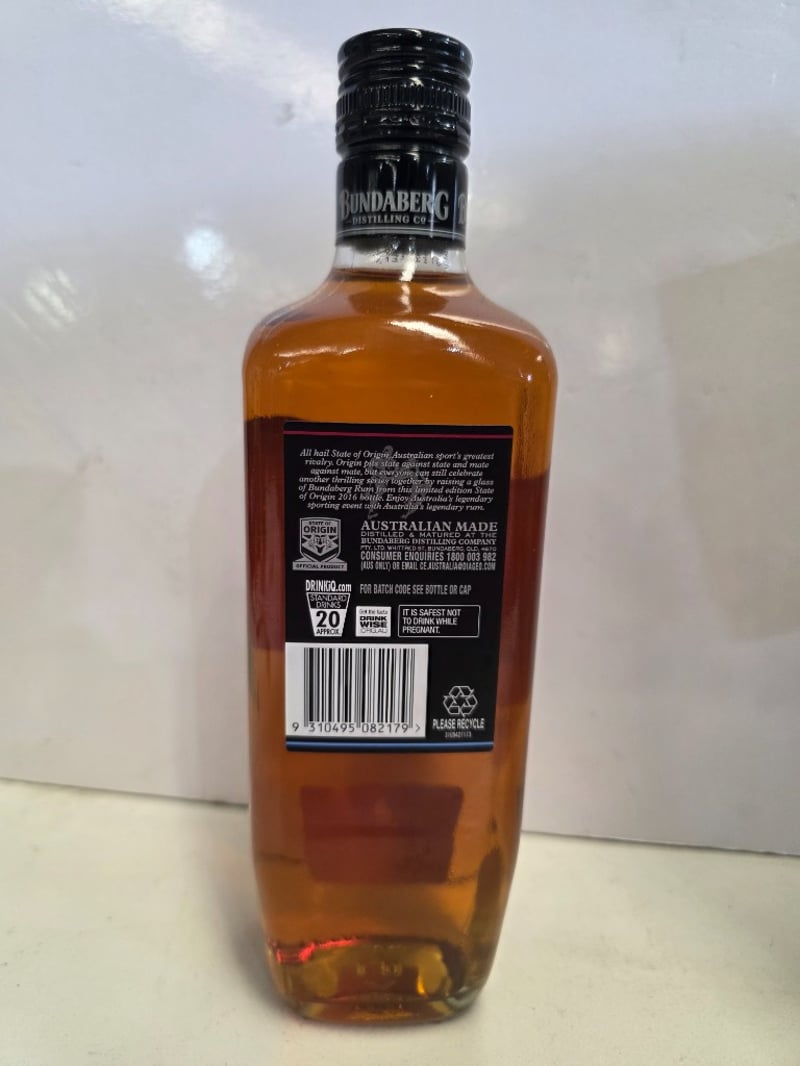 BUNDABERG
DISTILLING Co
All hail State of Origin Australian sport's greatest
rivalry. Origin pits state against state and mate
against mate, but everyone can still celebrate
another thrilling series together by raising a glass
of Bundaberg Rum from this limited edition State
of Origin 2016 bottle. Enjoy Australia's legendary
sporting event with Australia's legendary rum.
STATE OF
ORIGIN
OFFICIAL PRODUCT
AUSTRALIAN MADE
DISTILLED & MATURED AT THE
BUNDABERG DISTILLING COMPANY
PTY. LTD. WHITTRED ST, BUNDABERG, QLD, 4670
CONSUMER ENQUIRIES 1800 003 982
(AUS ONLY) OR EMAIL CE.AUSTRALIA@DIAGEO.COM
DRINKiQ.com
FOR BATCH CODE SEE BOTTLE OR CAP
STANDARD
DRINKS
20
APPROX.
Get the facts
DRINK
WISE
.ORG.AU
IT IS SAFEST NOT
TO DRINK WHILE
PREGNANT.
9 310495 082179 >
PLEASE RECYCLE